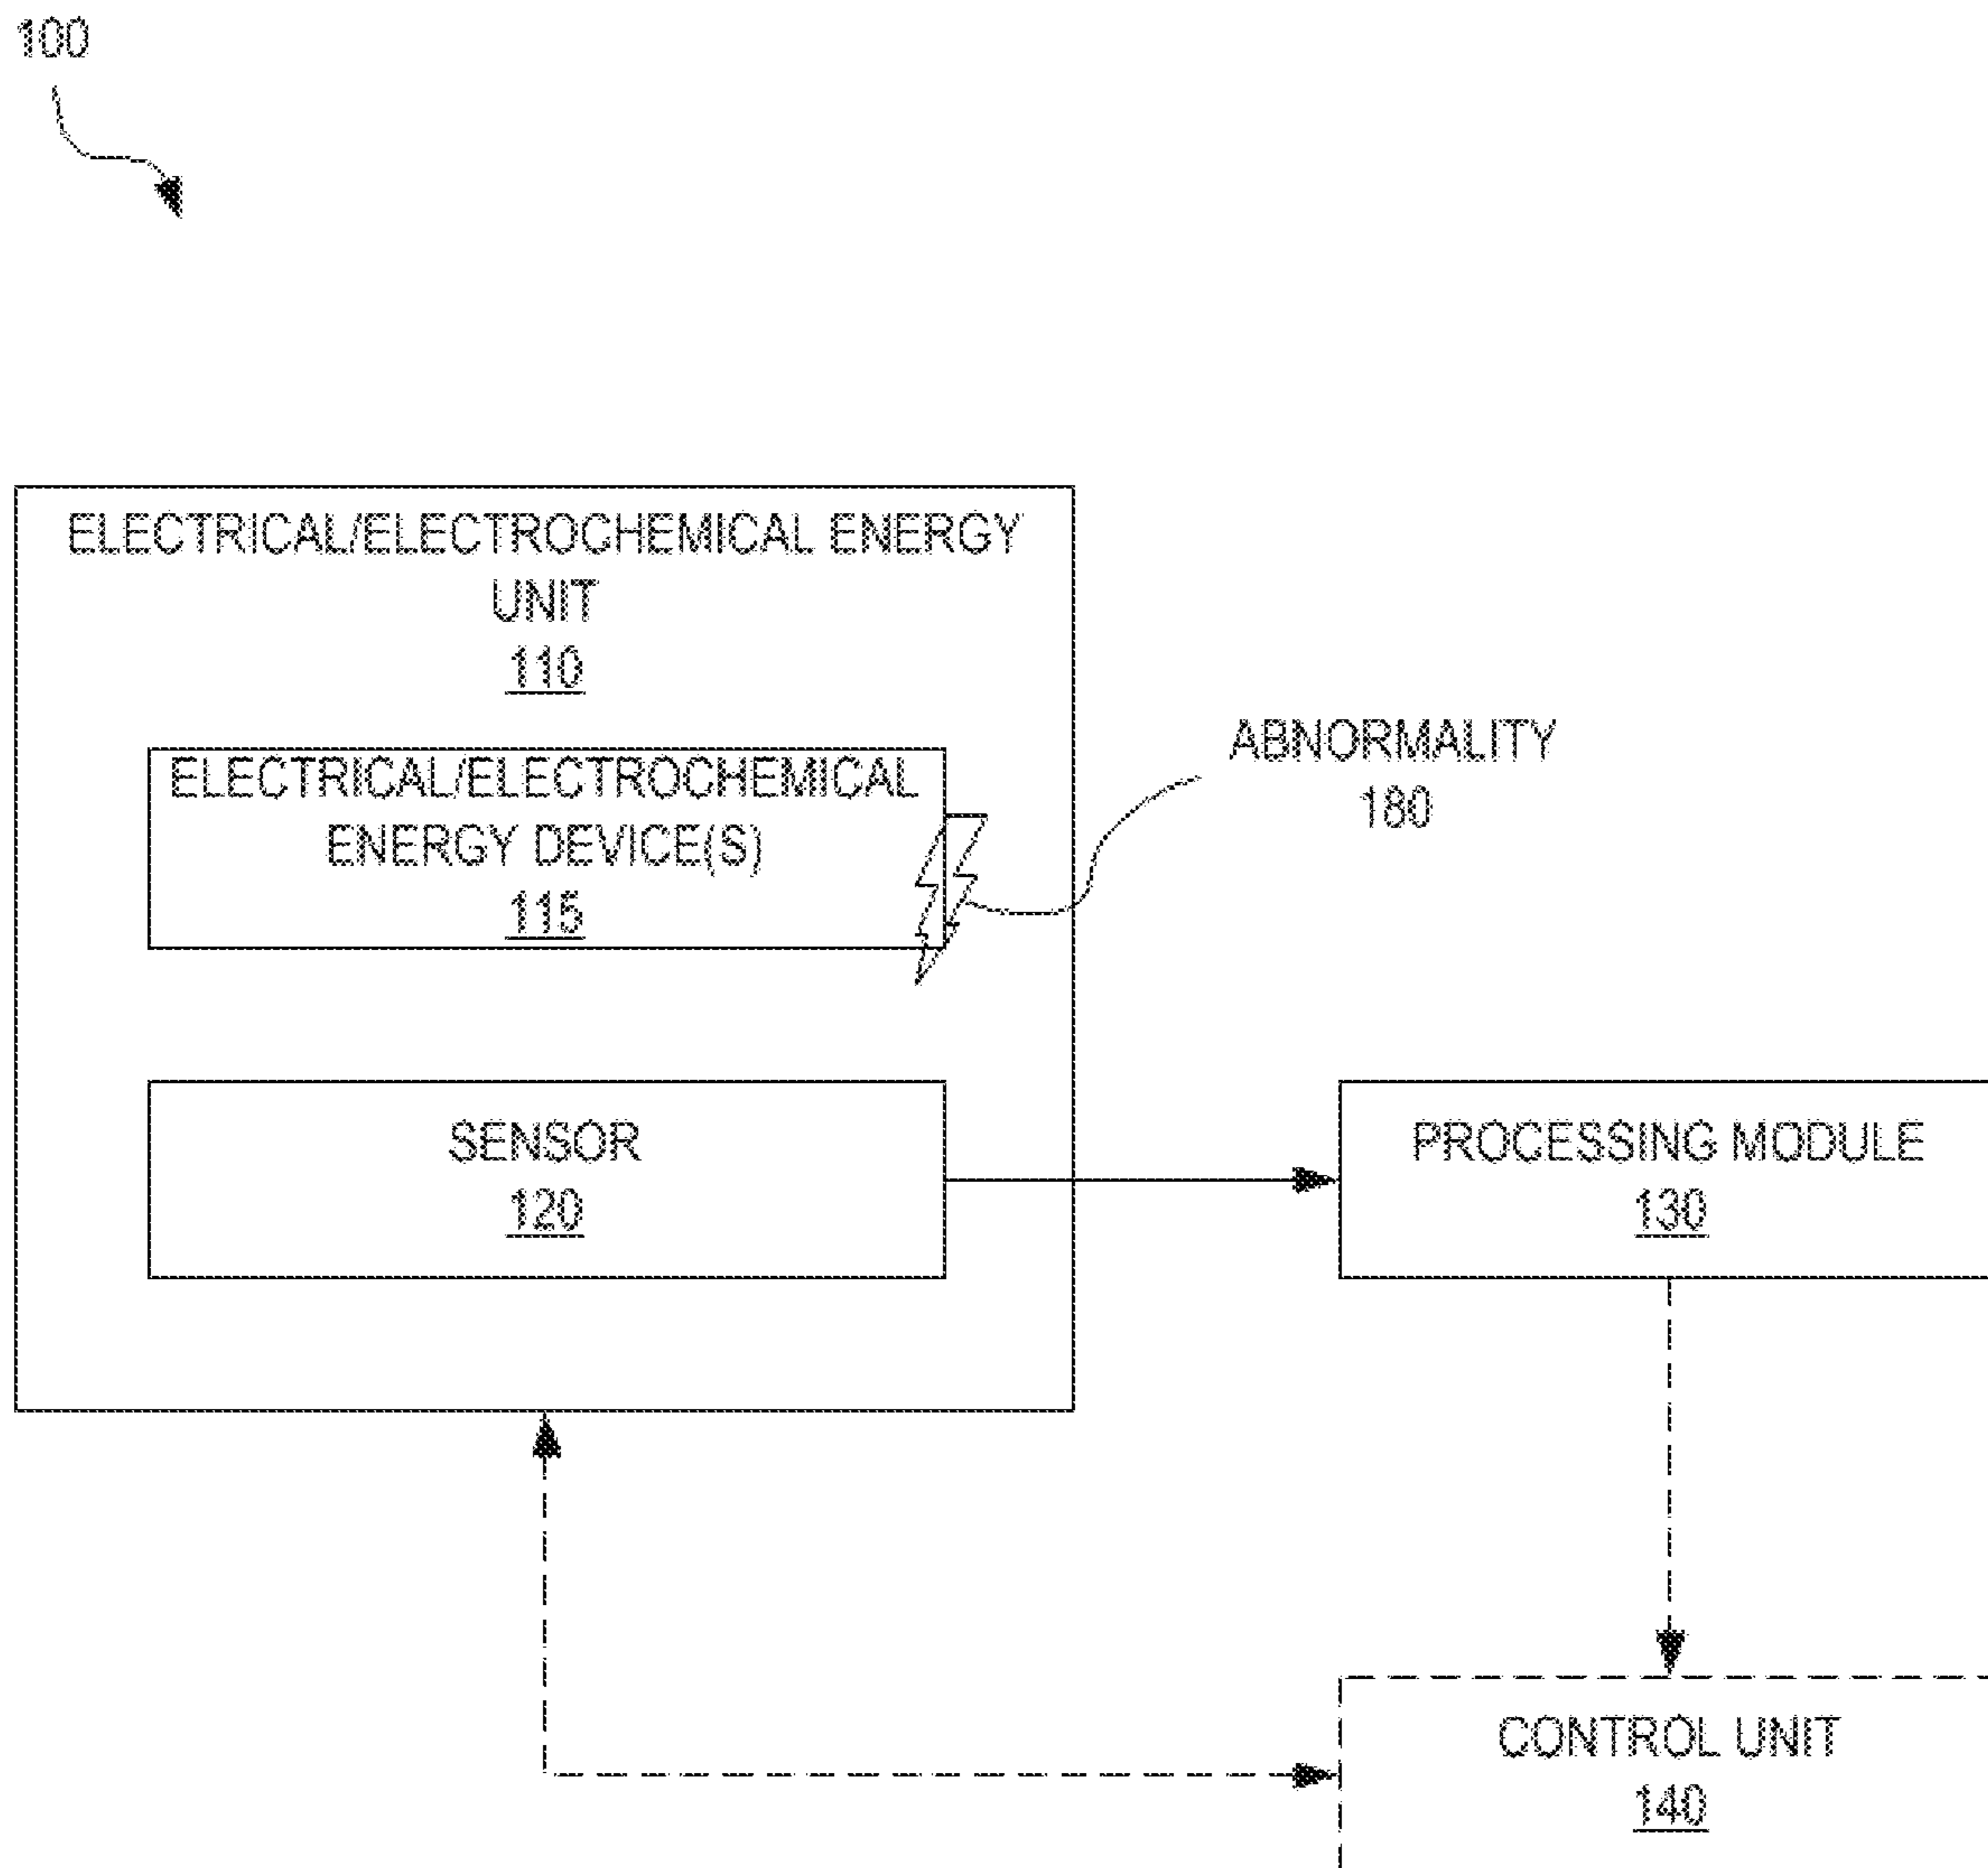 100
ELECTRICAL/ELECTROCHEMICAL ENERGY
UNIT
110
ELECTRICAL/ELECTROCHEMICAL
ENERGY DEVICE(S)
115
ABNORMALITY
180
SENSOR
120
PROCESSING MODULE
130
CONTROL UNIT
140